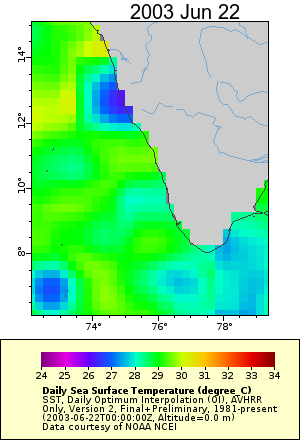 2003 Jun 22
14°
12°
10°
8°
74° 76° 78°
24 25 26 27 28 29 30 31 32 33 34
Daily Sea Surface Temperature (degree_C)
SST, Daily Optimum Interpolation (OI), AVHRR
Only, Version 2, Final+Preliminary, 1981-present
(2003-06-22T00:00:00Z, Altitude=0.0 m)
Data courtesy of NOAA NCEI